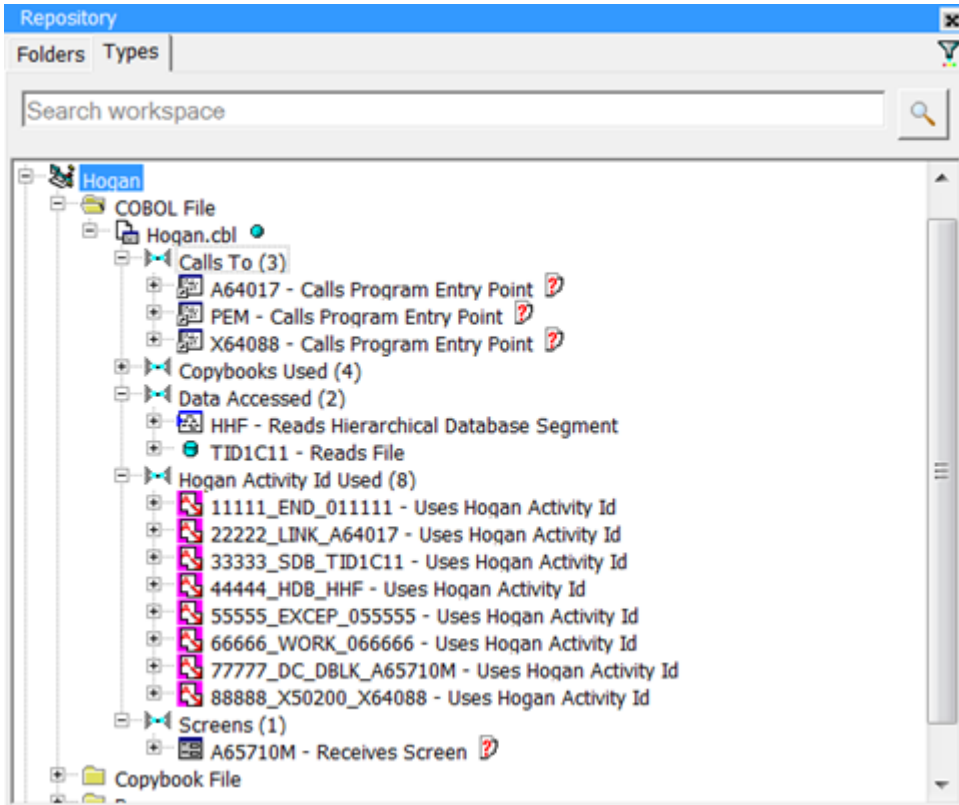 Repository
Folders Types
Search workspace
Hogan
COBOL File
Hogan.cbl
Calls To (3)
A64017 - Calls Program Entry Point
PEM - Calls Program Entry Point
X64088 - Calls Program Entry Point
Copybooks Used (4)
Data Accessed (2)
HHF - Reads Hierarchical Database Segment
TID1C11 - Reads File
Hogan Activity Id Used (8)
11111_END_011111 - Uses Hogan Activity Id
22222_LINK_A64017 - Uses Hogan Activity Id
33333_SDB_TID1C11 - Uses Hogan Activity Id
44444_HDB_HHF - Uses Hogan Activity Id
55555_EXCEP_055555 - Uses Hogan Activity Id
66666_WORK_066666 - Uses Hogan Activity Id
77777_DC_DBLK_A65710M - Uses Hogan Activity Id
88888_X50200_X64088 - Uses Hogan Activity Id
Screens (1)
A65710M - Receives Screen
Copybook File